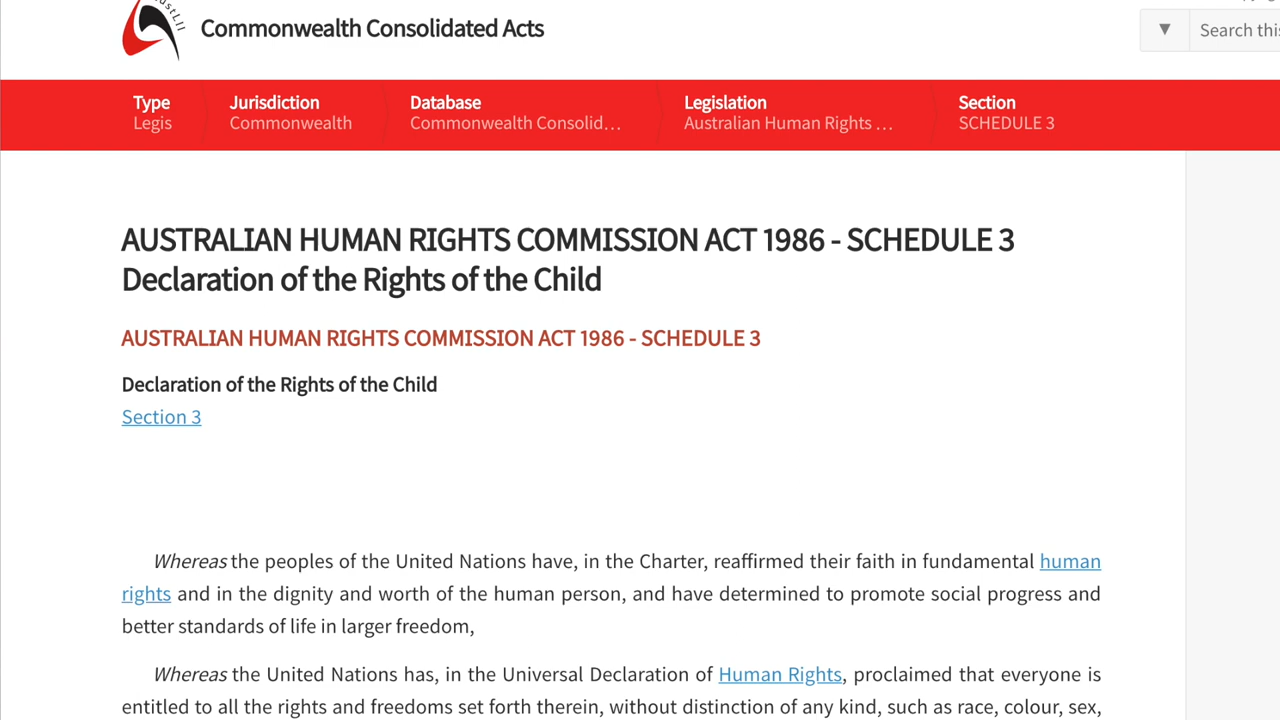 Commonwealth Consolidated Acts
▼ Search this
Type Jurisdiction Database Legislation Section
Legis Commonwealth Commonwealth Consolid… Australian Human Rights … SCHEDULE 3
AUSTRALIAN HUMAN RIGHTS COMMISSION ACT 1986 - SCHEDULE 3
Declaration of the Rights of the Child
AUSTRALIAN HUMAN RIGHTS COMMISSION ACT 1986 - SCHEDULE 3
Declaration of the Rights of the Child
Section 3
Whereas the peoples of the United Nations have, in the Charter, reaffirmed their faith in fundamental human
rights and in the dignity and worth of the human person, and have determined to promote social progress and
better standards of life in larger freedom,
Whereas the United Nations has, in the Universal Declaration of Human Rights, proclaimed that everyone is
entitled to all the rights and freedoms set forth therein, without distinction of any kind, such as race, colour, sex,